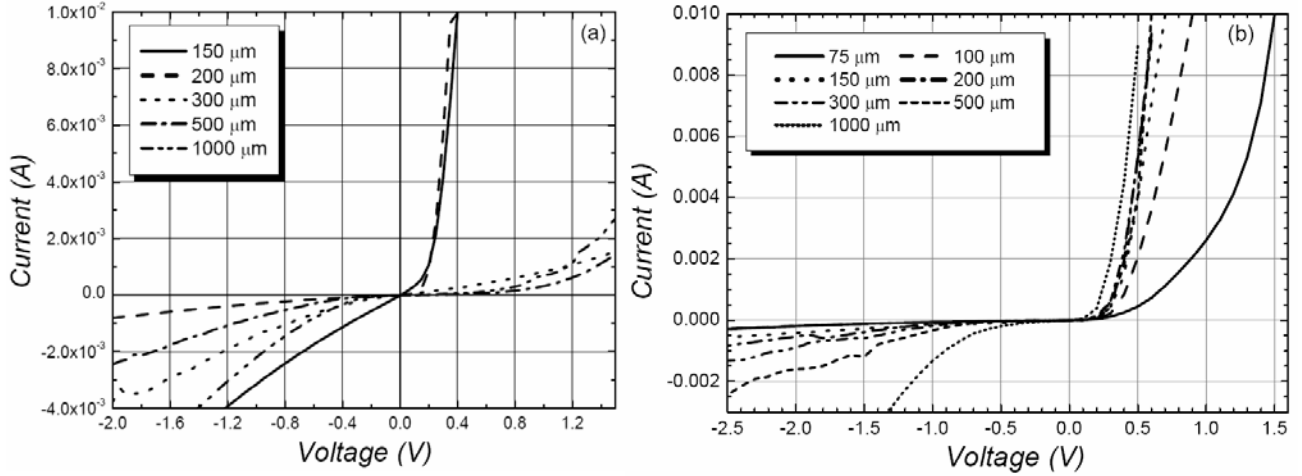 1.0x10⁻²
8.0x10⁻³
6.0x10⁻³
4.0x10⁻³
2.0x10⁻³
0.0
-2.0x10⁻³
-4.0x10⁻³
Current (A)
150 μm
200 μm
300 μm
500 μm
1000 μm
(a)
-2.0 -1.6 -1.2 -0.8 -0.4 0.0 0.4 0.8 1.2
Voltage (V)
0.010
0.008
0.006
0.004
0.002
0.000
-0.002
Current (A)
(b)
75 μm 100 μm
150 μm 200 μm
300 μm 500 μm
1000 μm
-2.5 -2.0 -1.5 -1.0 -0.5 0.0 0.5 1.0 1.5
Voltage (V)